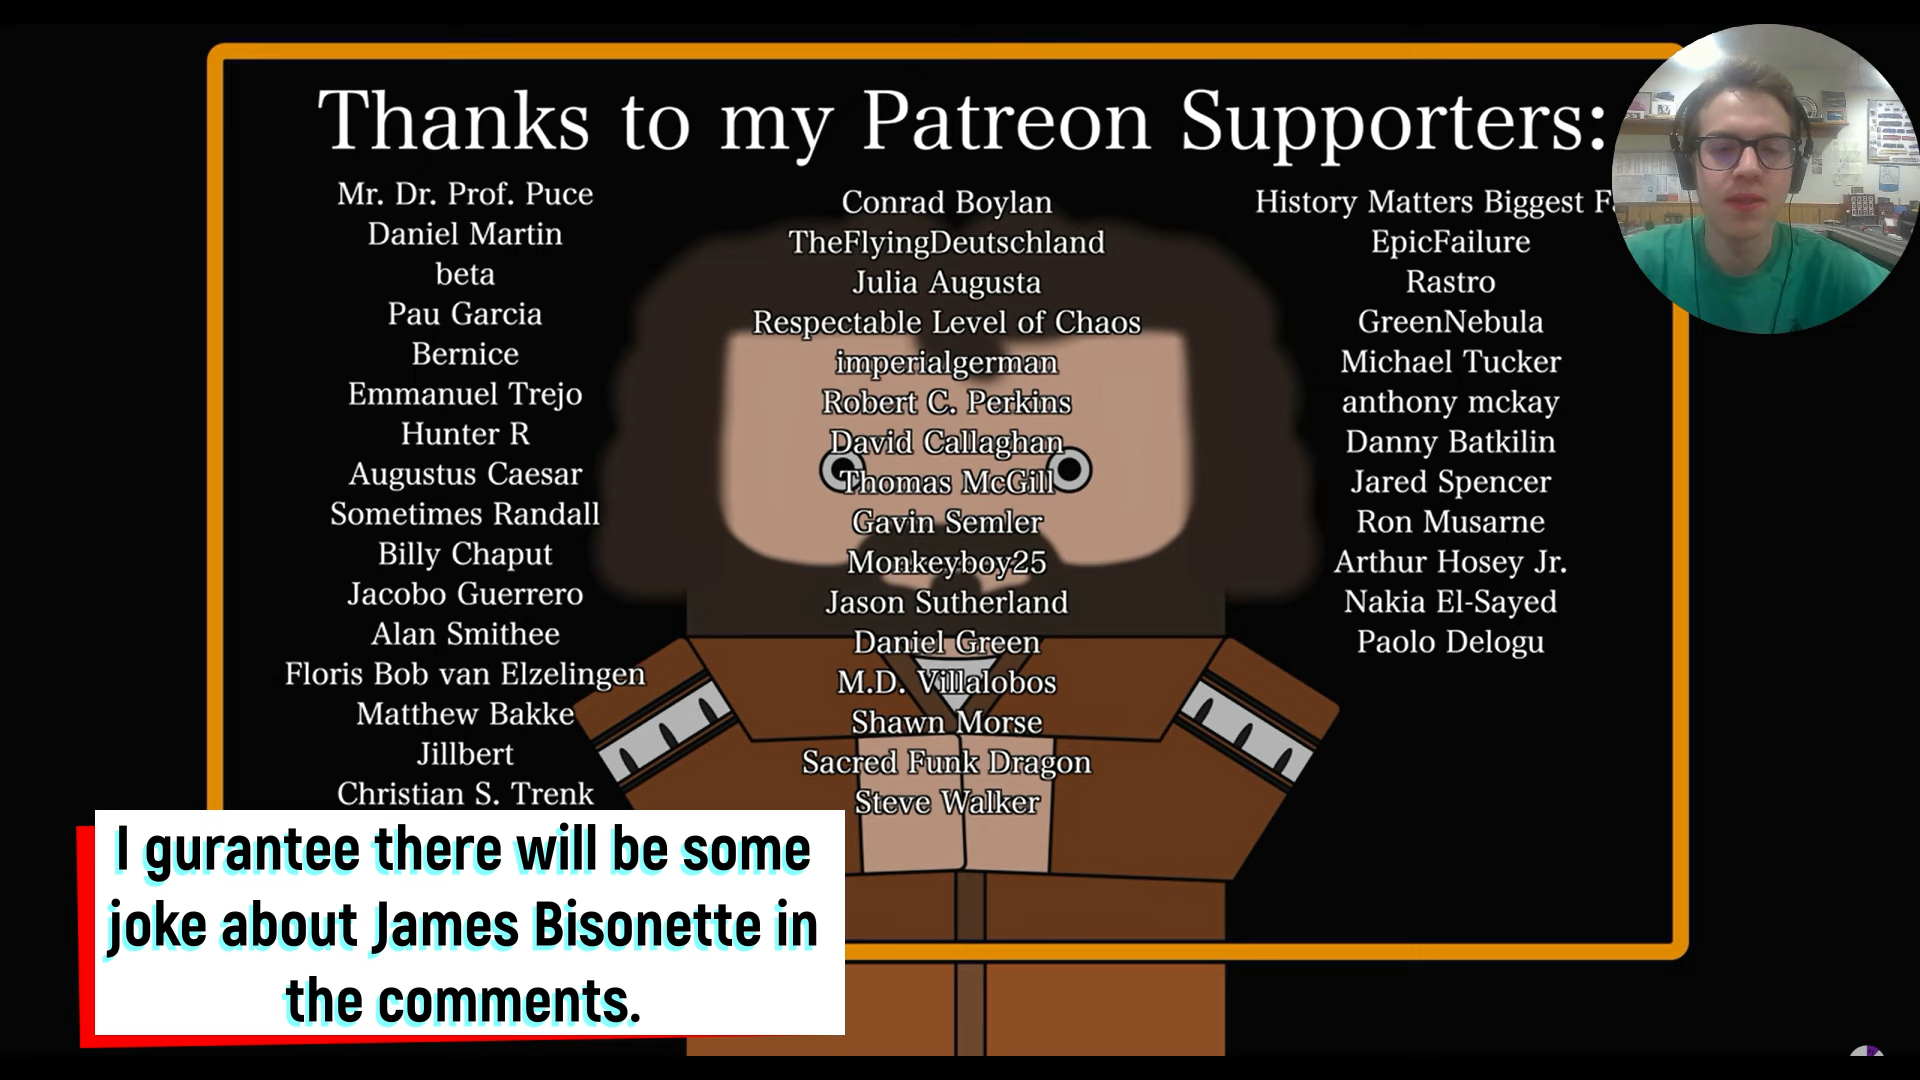 Thanks to my Patreon Supporters:
Mr. Dr. Prof. Puce
Daniel Martin
beta
Pau Garcia
Bernice
Emmanuel Trejo
Hunter R
Augustus Caesar
Sometimes Randall
Billy Chaput
Jacobo Guerrero
Alan Smithee
Floris Bob van Elzelingen
Matthew Bakke
Jillbert
Christian S. Trenk
Conrad Boylan
TheFlyingDeutschland
Julia Augusta
Respectable Level of Chaos
imperialgerman
Robert C. Perkins
David Callaghan
Thomas McGill
Gavin Semler
Monkeyboy25
Jason Sutherland
Daniel Green
M.D. Villalobos
Shawn Morse
Sacred Funk Dragon
Steve Walker
History Matters Biggest
EpicFailure
Rastro
GreenNebula
Michael Tucker
anthony mckay
Danny Batkilin
Jared Spencer
Ron Musarne
Arthur Hosey Jr.
Nakia El-Sayed
Paolo Delogu
I gurantee there will be some
joke about James Bisonette in
the comments.